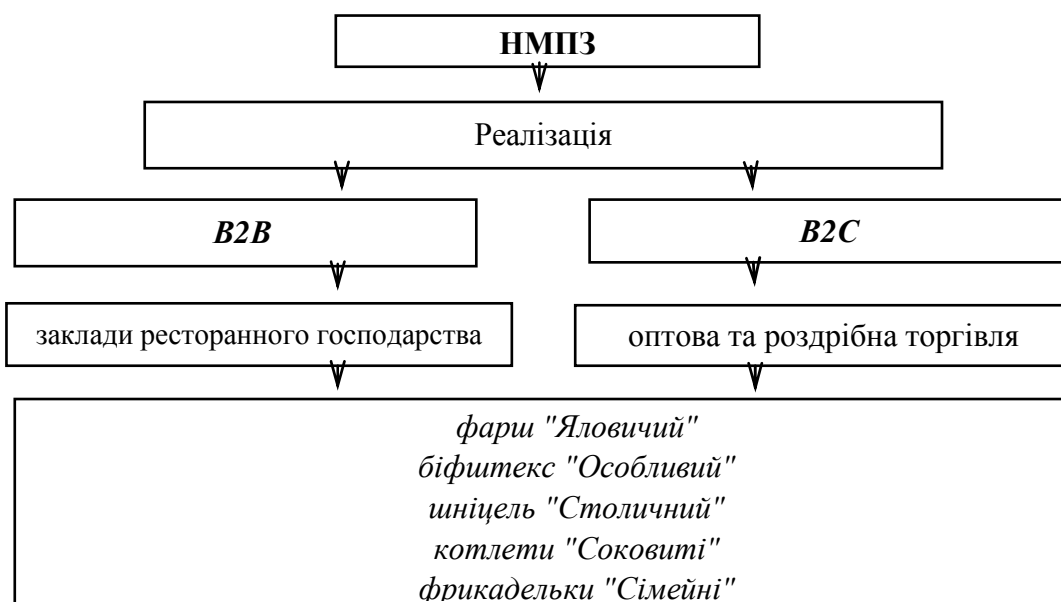 НМПЗ
Реалізація
B2B
B2C
заклади ресторанного господарства
оптова та роздрібна торгівля
фарш "Яловичий"
біфштекс "Особливий"
шніцель "Столичний"
котлети "Соковиті"
фрикадельки "Сімейні"